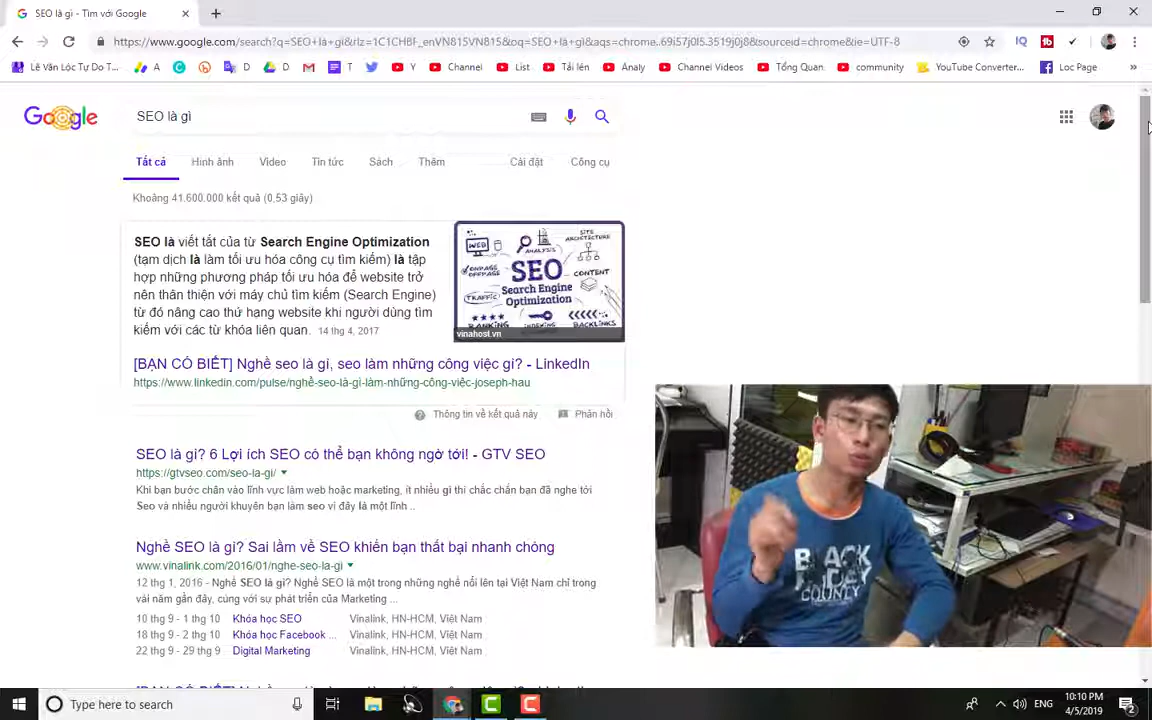 SEO là gì - Tìm với Google
https://www.google.com/search?q=SEO+là+gì&rlz=1C1CHBF_enVN815VN815&oq=SEO+là+gì&aqs=chrome..69i57j0l5.3519j0j8&sourceid=chrome&ie=UTF-8
Lê Văn Lộc Tự Do T... A D D T Y Channel List Tải lên Analy Channel Videos Tổng Quan community YouTube Converter... Loc Page
Google
SEO là gì
Tất cả Hình ảnh Video Tin tức Sách Thêm Cài đặt Công cụ
Khoảng 41.600.000 kết quả (0,53 giây)
SEO là viết tắt của từ Search Engine Optimization
(tạm dịch là làm tối ưu hóa công cụ tìm kiếm) là tập
hợp những phương pháp tối ưu hóa để website trở
nên thân thiện với máy chủ tìm kiếm (Search Engine)
từ đó nâng cao thứ hạng website khi người dùng tìm
kiếm với các từ khóa liên quan. 14 thg 4, 2017
WEB
ANALYSIS
SITE ARCHITECTURE
ONPAGE OFFPAGE
SEO
Search Engine
Optimization
CONTENT
TRAFFIC
RANKING
BACKLINKS
vinahost.vn
[BẠN CÓ BIẾT] Nghề seo là gì, seo làm những công việc gì? - LinkedIn
https://www.linkedin.com/pulse/nghề-seo-là-gì-làm-những-công-việc-joseph-hau
Thông tin về kết quả này Phản hồi
SEO là gì? 6 Lợi ích SEO có thể bạn không ngờ tới! - GTV SEO
https://gtvseo.com/seo-la-gi/
Khi bạn bước chân vào lĩnh vực làm web hoặc marketing, ít nhiều gì thì chắc chắn bạn đã nghe tới
Seo và nhiều người khuyên bạn làm seo vì đây là một lĩnh ...
Nghề SEO là gì? Sai lầm về SEO khiến bạn thất bại nhanh chóng
www.vinalink.com/2016/01/nghe-seo-la-gi
12 thg 1, 2016 - Nghề SEO là gì? Nghề SEO là một trong những nghề nổi lên tại Việt Nam chỉ trong
vài năm gần đây, cùng với sự phát triển của Marketing ...
10 thg 9 - 1 thg 10 Khóa học SEO Vinalink, HN-HCM, Việt Nam
18 thg 9 - 2 thg 10 Khóa học Facebook ... Vinalink, HN-HCM, Việt Nam
22 thg 9 - 29 thg 9 Digital Marketing Vinalink, HN-HCM, Việt Nam
BLACK
FRIDAY
COUNTY
Type here to search
ENG
10:10 PM
4/5/2019
2